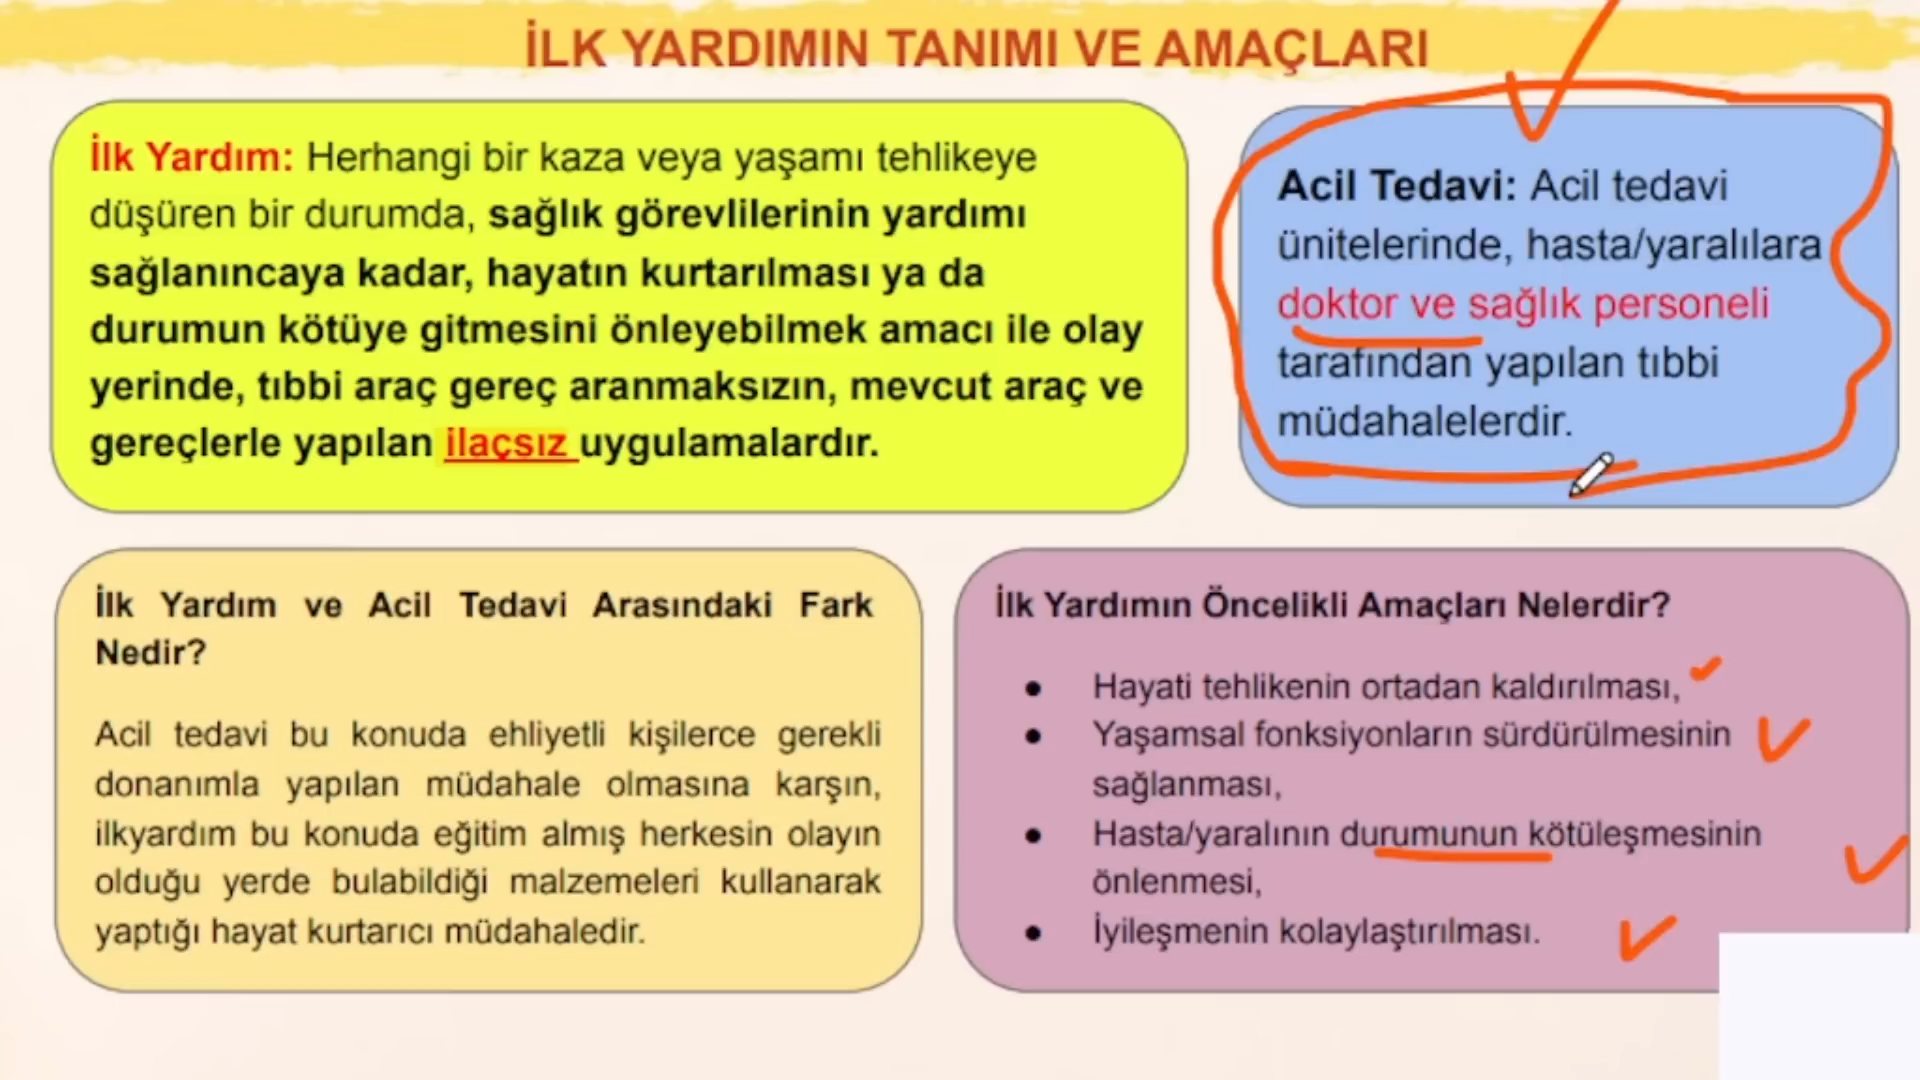 İLK YARDIMIN TANIMI VE AMAÇLARI
İlk Yardım: Herhangi bir kaza veya yaşamı tehlikeye
düşüren bir durumda, sağlık görevlilerinin yardımı
sağlanıncaya kadar, hayatın kurtarılması ya da
durumun kötüye gitmesini önleyebilmek amacı ile olay
yerinde, tıbbi araç gereç aranmaksızın, mevcut araç ve
gereçlerle yapılan ilaçsız uygulamalardır.
Acil Tedavi: Acil tedavi
ünitelerinde, hasta/yaralılara
doktor ve sağlık personeli
tarafından yapılan tıbbi
müdahalelerdir.
İlk Yardım ve Acil Tedavi Arasındaki Fark
Nedir?
Acil tedavi bu konuda ehliyetli kişilerce gerekli
donanımla yapılan müdahale olmasına karşın,
ilkyardım bu konuda eğitim almış herkesin olayın
olduğu yerde bulabildiği malzemeleri kullanarak
yaptığı hayat kurtarıcı müdahaledir.
İlk Yardımın Öncelikli Amaçları Nelerdir?
● Hayati tehlikenin ortadan kaldırılması,
● Yaşamsal fonksiyonların sürdürülmesinin
sağlanması,
● Hasta/yaralının durumunun kötüleşmesinin
önlenmesi,
● İyileşmenin kolaylaştırılması.